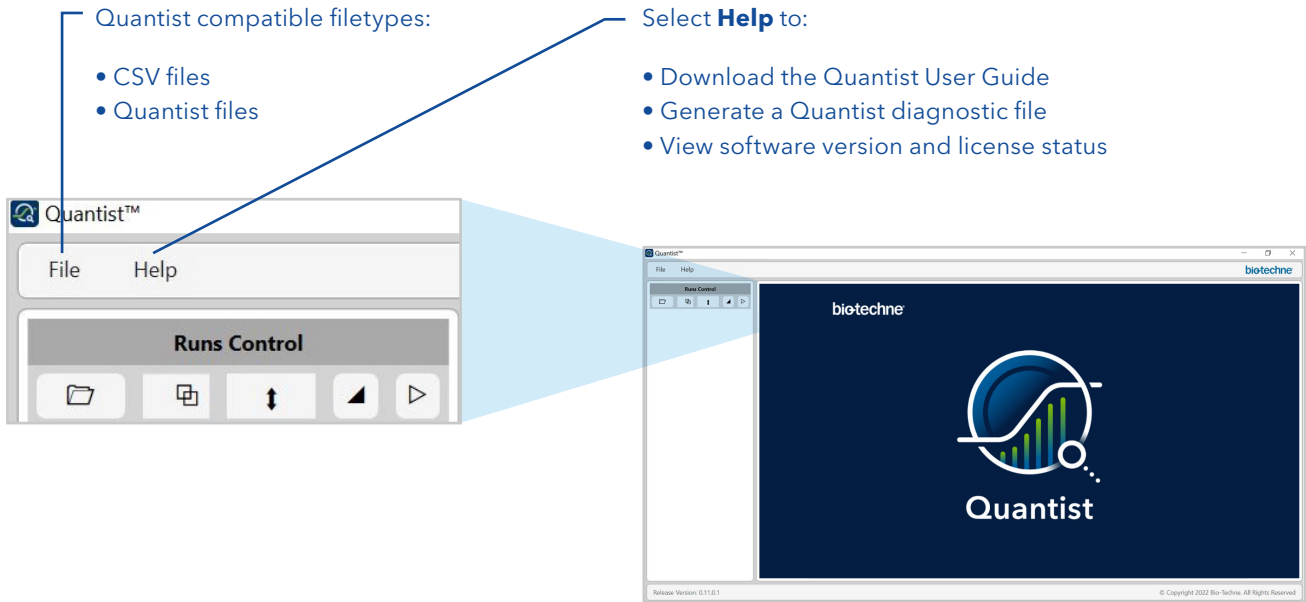 Quantist compatible filetypes:
• CSV files
• Quantist files
Select Help to:
• Download the Quantist User Guide
• Generate a Quantist diagnostic file
• View software version and license status
Quantist™
File Help
Runs Control
Quantist™
File Help
bio-techne
Runs Control
bio-techne
Quantist
Release Version: 0.11.0.1
© Copyright 2022 Bio-Techne. All Rights Reserved